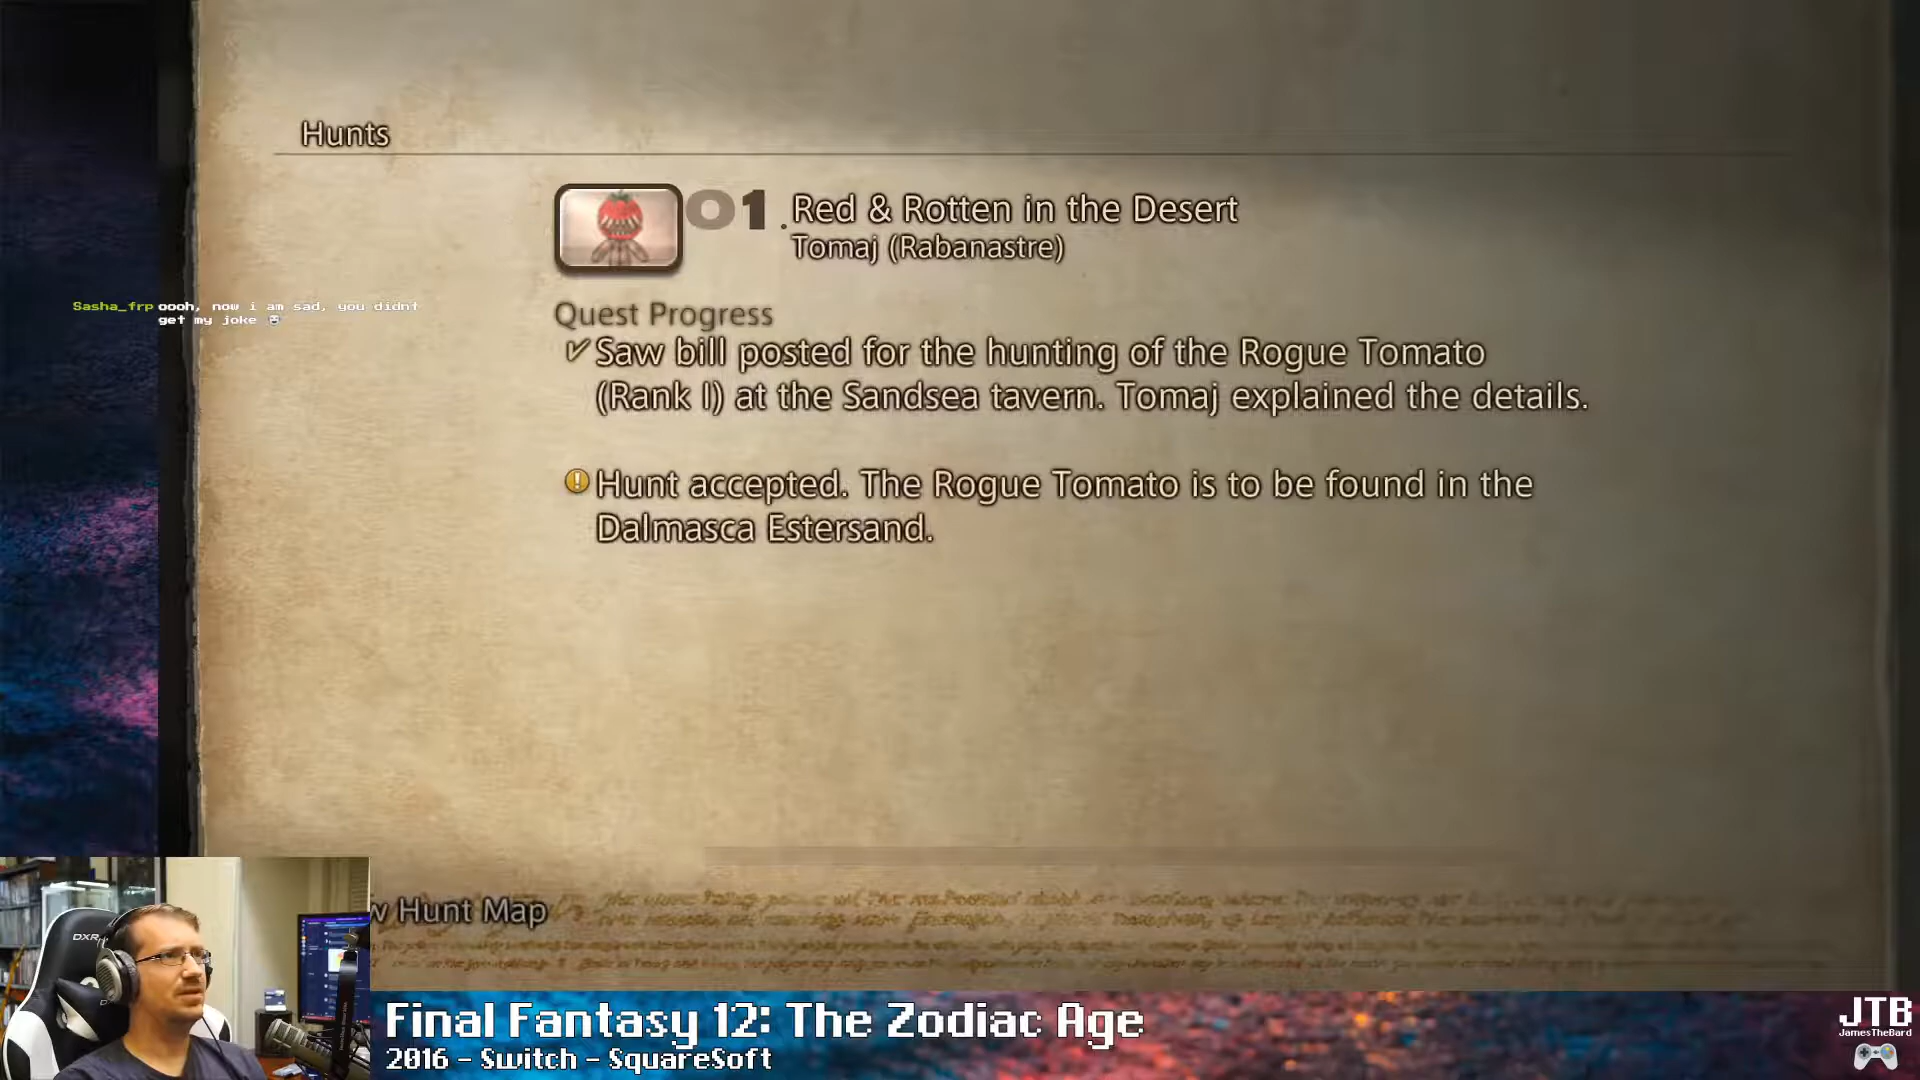 Hunts
01. Red & Rotten in the Desert
Tomaj (Rabanastre)
Sasha_frp oooh, now i am sad, you didnt
get my joke
Quest Progress
Saw bill posted for the hunting of the Rogue Tomato
(Rank I) at the Sandsea tavern. Tomaj explained the details.
Hunt accepted. The Rogue Tomato is to be found in the
Dalmasca Estersand.
w Hunt Map
DXR
Final Fantasy 12: The Zodiac Age
2016 - Switch - SquareSoft
JTB
JamesTheBard